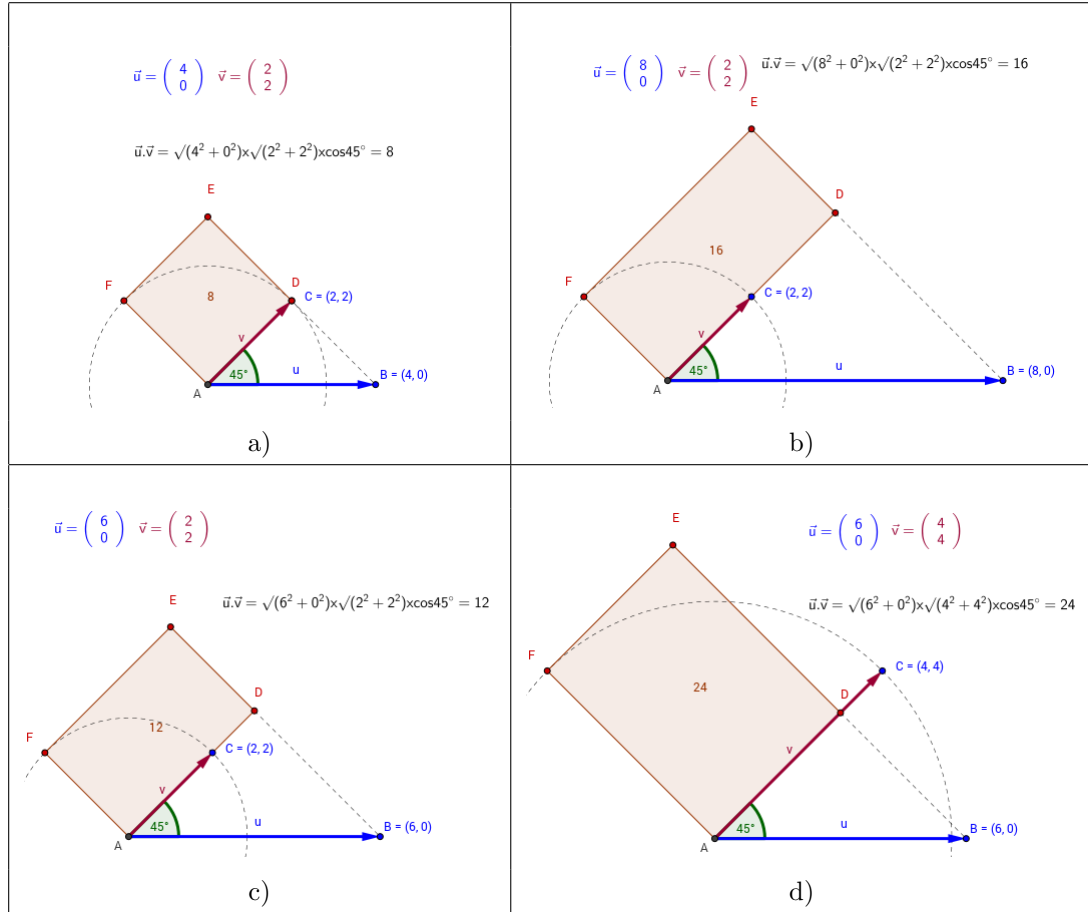 u⃗ = ( 4 0 ) v⃗ = ( 2 2 )
u⃗.v⃗ = √(4² + 0²)x√(2² + 2²)xcos45° = 8
E
F
D
8
C = (2, 2)
v
45°
u
B = (4, 0)
A
a)
u⃗ = ( 8 0 ) v⃗ = ( 2 2 ) u⃗.v⃗ = √(8² + 0²)x√(2² + 2²)xcos45° = 16
E
D
16
F
C = (2, 2)
v
45°
u
B = (8, 0)
A
b)
u⃗ = ( 6 0 ) v⃗ = ( 2 2 )
E
u⃗.v⃗ = √(6² + 0²)x√(2² + 2²)xcos45° = 12
D
12
F
C = (2, 2)
v
45°
u
B = (6, 0)
A
c)
E
u⃗ = ( 6 0 ) v⃗ = ( 4 4 )
u⃗.v⃗ = √(6² + 0²)x√(4² + 4²)xcos45° = 24
F
C = (4, 4)
24
D
v
45°
u
B = (6, 0)
A
d)